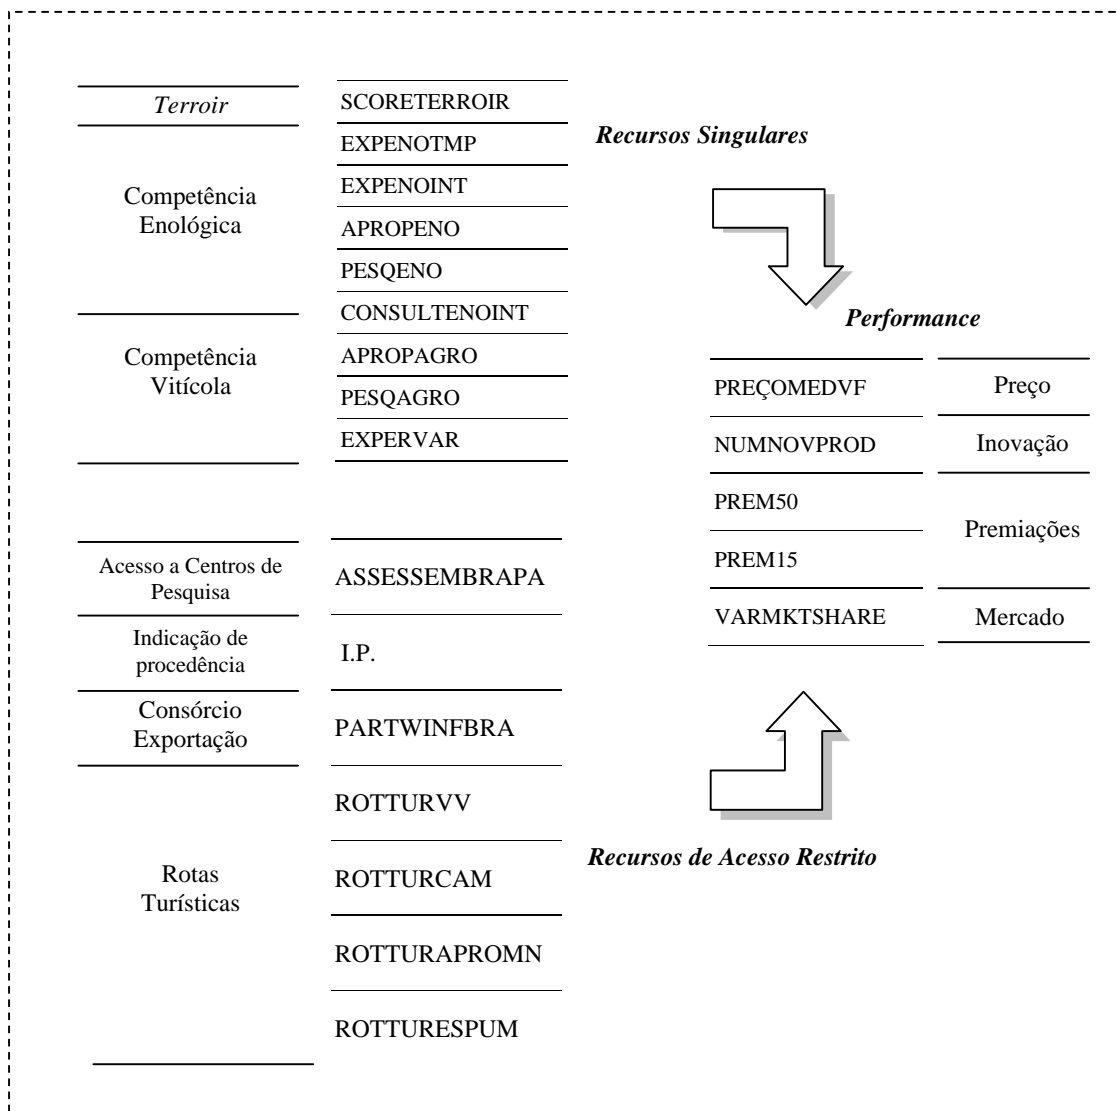 Terroir
SCORETERROIR
Recursos Singulares
Competência
Enológica
EXPENOTMP
EXPENOINT
APROPENO
PESQENO
CONSULTENOINT
Competência
Vitícola
APROPAGRO
PESQAGRO
EXPERVAR
Performance
PREÇOMEDVF
Preço
NUMNOVPROD
Inovação
PREM50
PREM15
Premiações
VARMKTSHARE
Mercado
Acesso a Centros de
Pesquisa
ASSESSEMBRAPA
Indicação de
procedência
I.P.
Consórcio
Exportação
PARTWINFBRA
Rotas
Turísticas
ROTTURVV
ROTTURCAM
ROTTURAPROMN
ROTTURESPUM
Recursos de Acesso Restrito